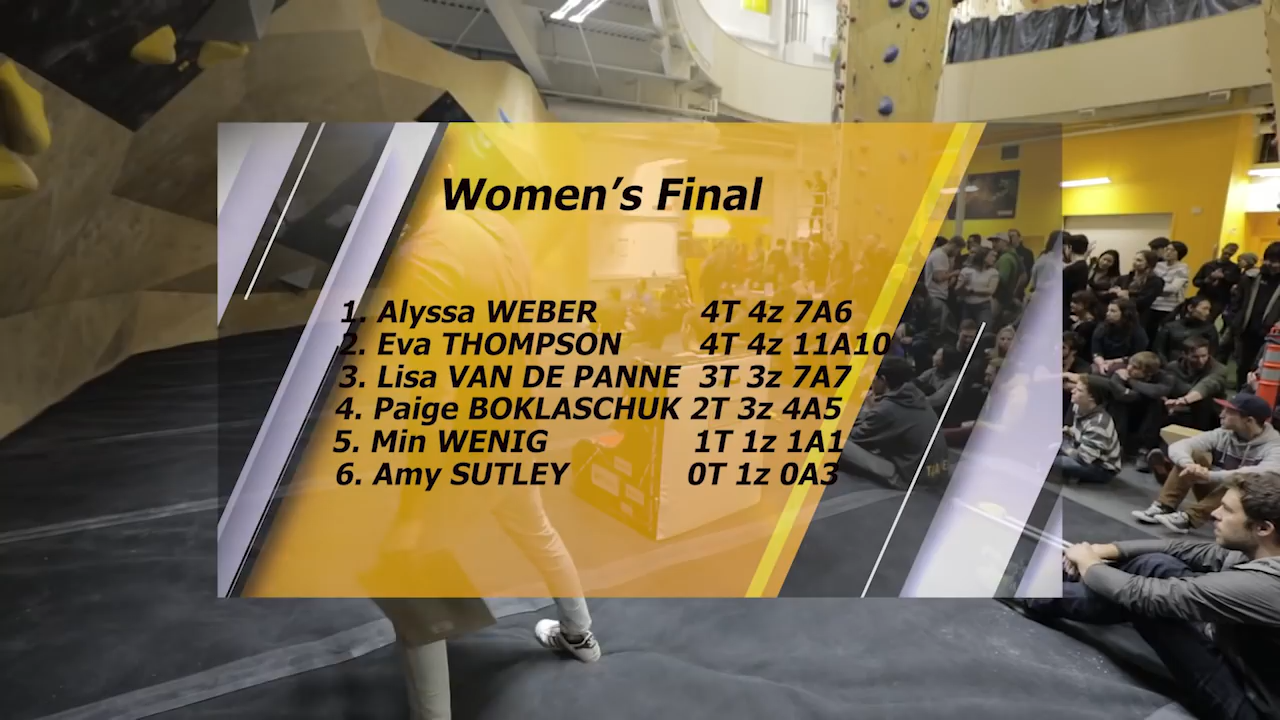 Women’s Final
1. Alyssa WEBER 4T 4z 7A6
2. Eva THOMPSON 4T 4z 11A10
3. Lisa VAN DE PANNE 3T 3z 7A7
4. Paige BOKLASCHUK 2T 3z 4A5
5. Min WENIG 1T 1z 1A1
6. Amy SUTLEY 0T 1z 0A3